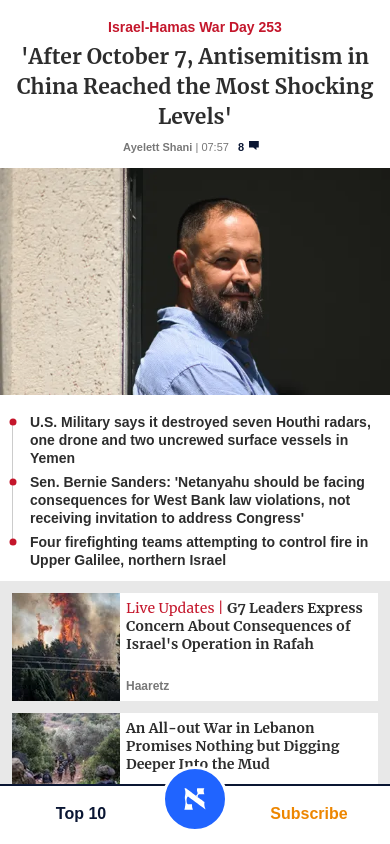 Israel-Hamas War Day 253
'After October 7, Antisemitism in
China Reached the Most Shocking
Levels'
Ayelett Shani | 07:57 8
U.S. Military says it destroyed seven Houthi radars,
one drone and two uncrewed surface vessels in
Yemen
Sen. Bernie Sanders: 'Netanyahu should be facing
consequences for West Bank law violations, not
receiving invitation to address Congress'
Four firefighting teams attempting to control fire in
Upper Galilee, northern Israel
Live Updates | G7 Leaders Express
Concern About Consequences of
Israel's Operation in Rafah
Haaretz
An All-out War in Lebanon
Promises Nothing but Digging
Deeper Into the Mud
Top 10
א
Subscribe